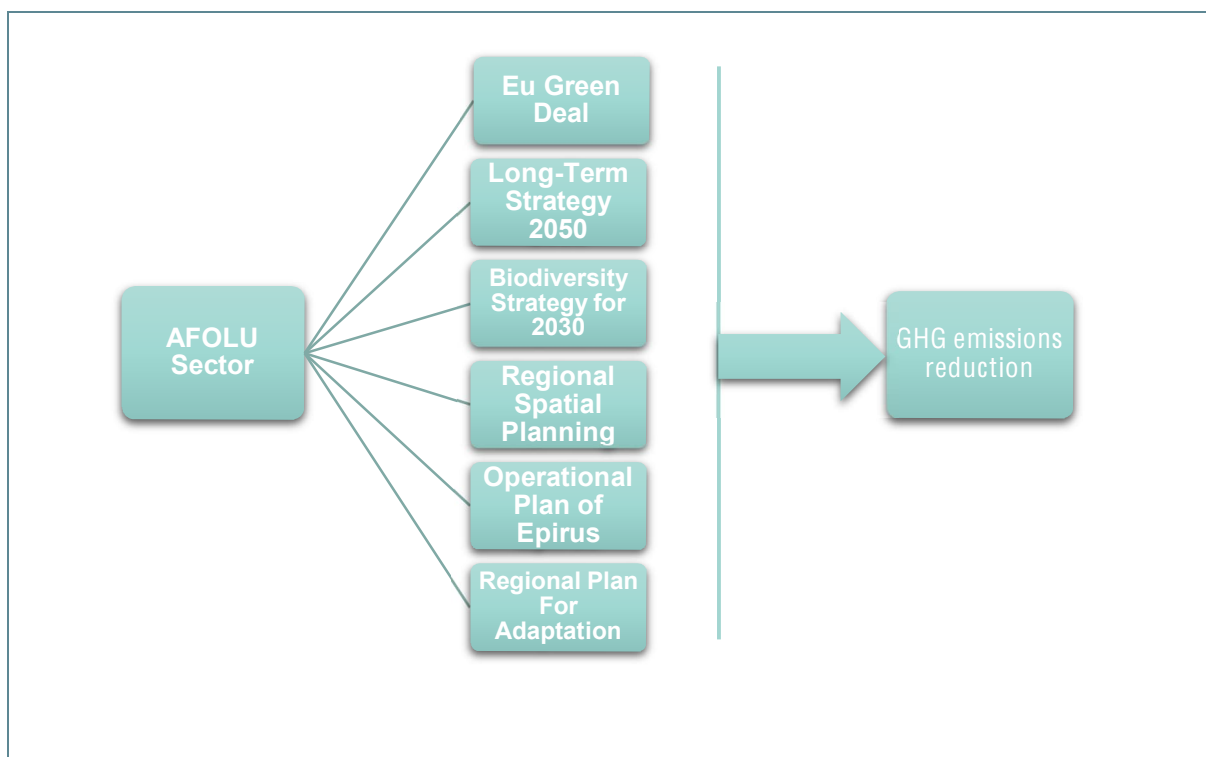 Eu Green
Deal
Long-Term
Strategy
2050
Biodiversity
Strategy for
2030
AFOLU
Sector
Regional
Spatial
Planning
Operational
Plan of
Epirus
Regional Plan
For
Adaptation
GHG emissions
reduction